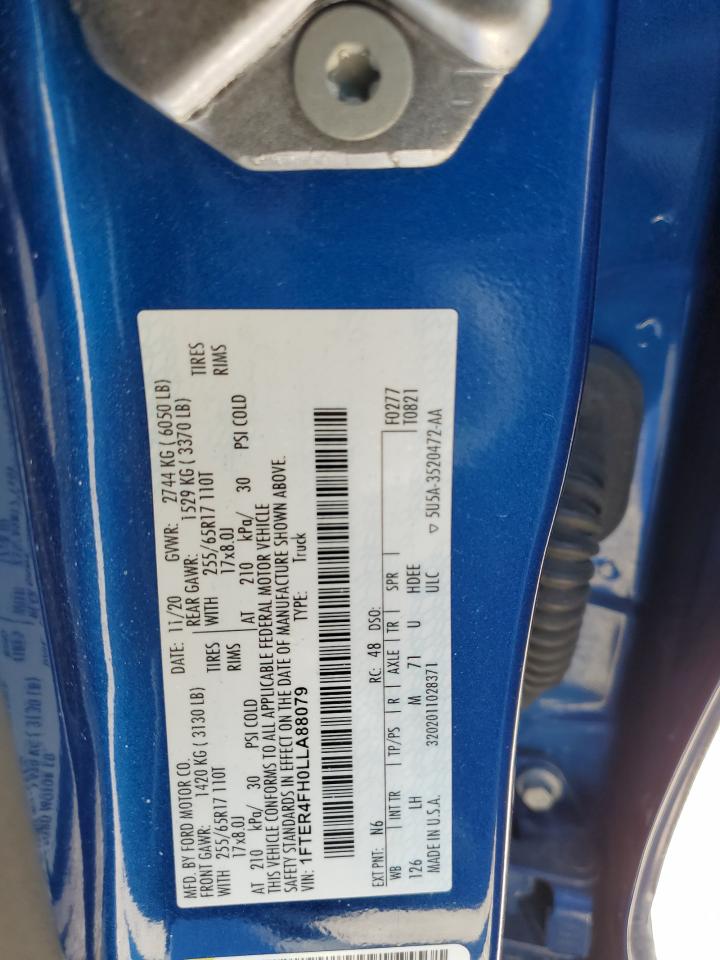 MFD. BY FORD MOTOR CO.
DATE: 11/20 GVWR: 2744 KG ( 6050 LB)
FRONT GAWR: 1420 KG ( 3130 LB) REAR GAWR: 1529 KG ( 3370 LB)
WITH 255/65R17 110T TIRES WITH 255/65R17 110T TIRES
17x8.0J RIMS 17x8.0J RIMS
AT 210 kPa/ 30 PSI COLD AT 210 kPa/ 30 PSI COLD
THIS VEHICLE CONFORMS TO ALL APPLICABLE FEDERAL MOTOR VEHICLE
SAFETY STANDARDS IN EFFECT ON THE DATE OF MANUFACTURE SHOWN ABOVE.
VIN: 1FTER4FH0LLA88079 TYPE: Truck
F0277
EXT PNT: N6 RC: 48 DSO: T0821
WB INT TR TP/PS R AXLE TR SPR
126 LH M 71 U HDEE
MADE IN U.S.A. 3202011028371 ULC ▽ 5U5A-3520472-AA